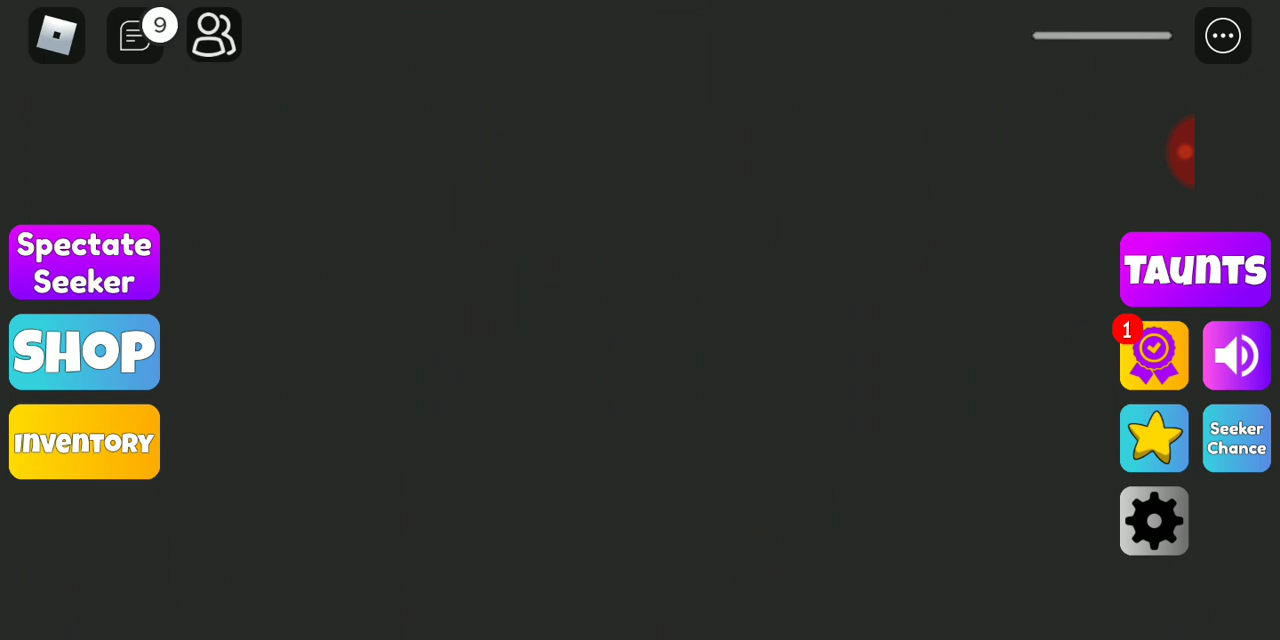 9
Spectate
Seeker
SHOP
INVENTORY
TAUNTS
1
Seeker
Chance